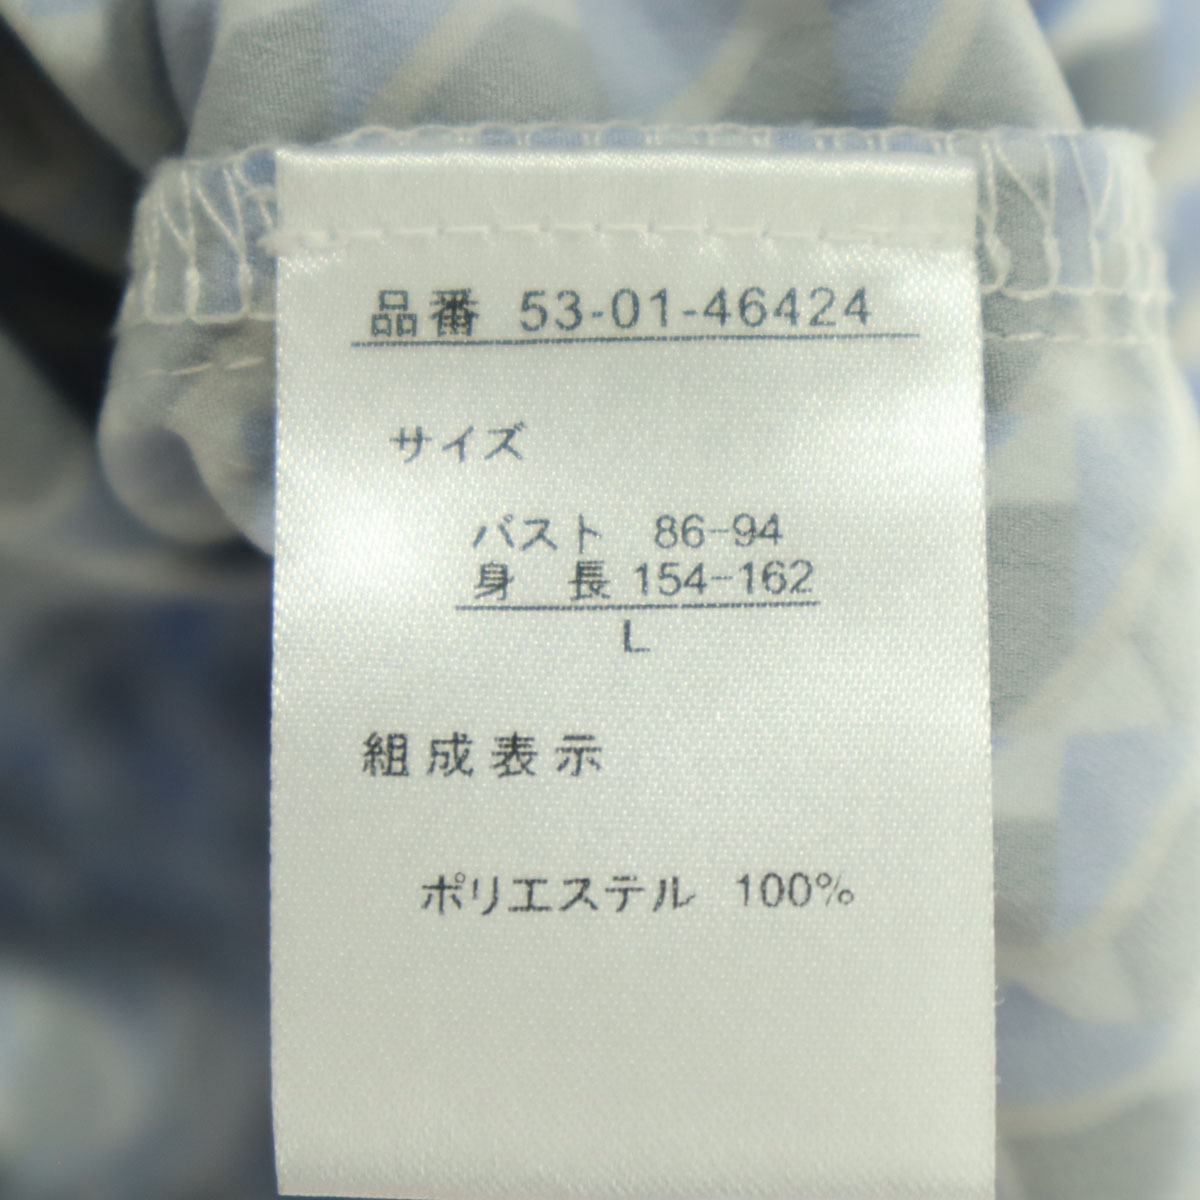 品番 53-01-46424
サイズ
バスト 86-94
身 長 154-162
L
組成表示
ポリエステル 100%